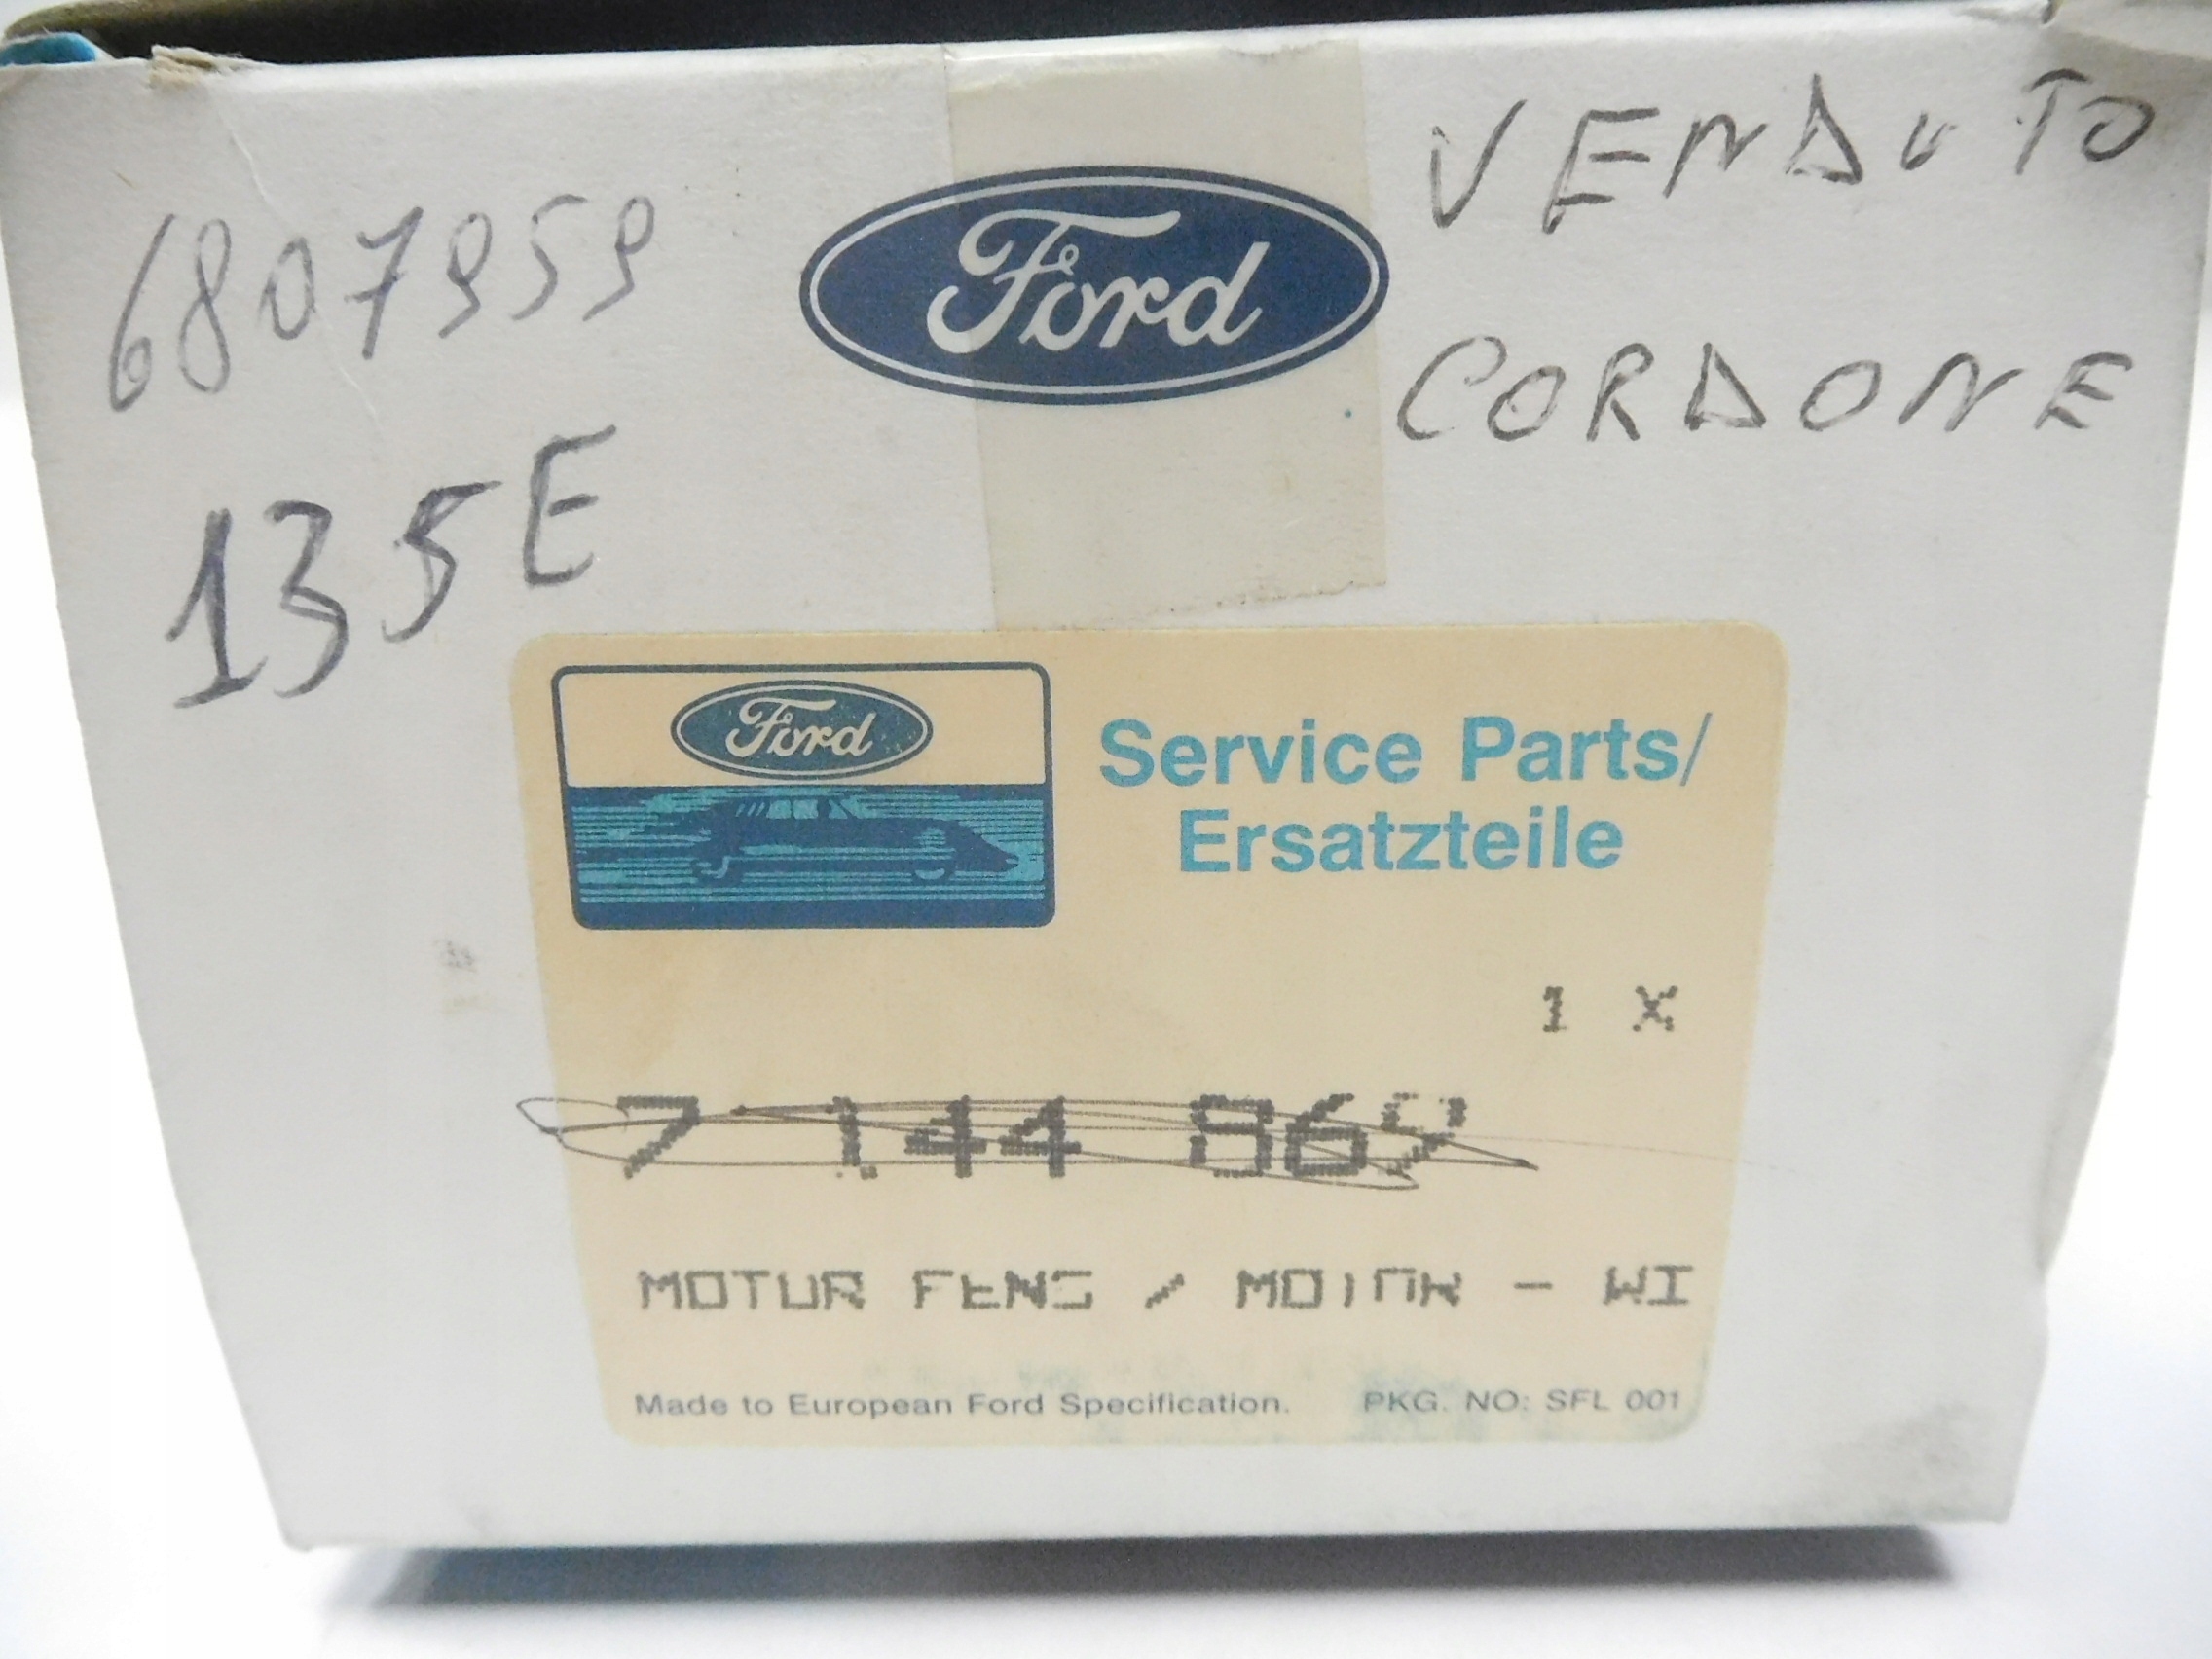 VENDUTO
6807959
Ford
CORDONE
135E
Ford
Service Parts/
Ersatzteile
1 X
7 144 869
MOTOR FENS / MOTOR - WI
Made to European Ford Specification. PKG. NO: SFL 001